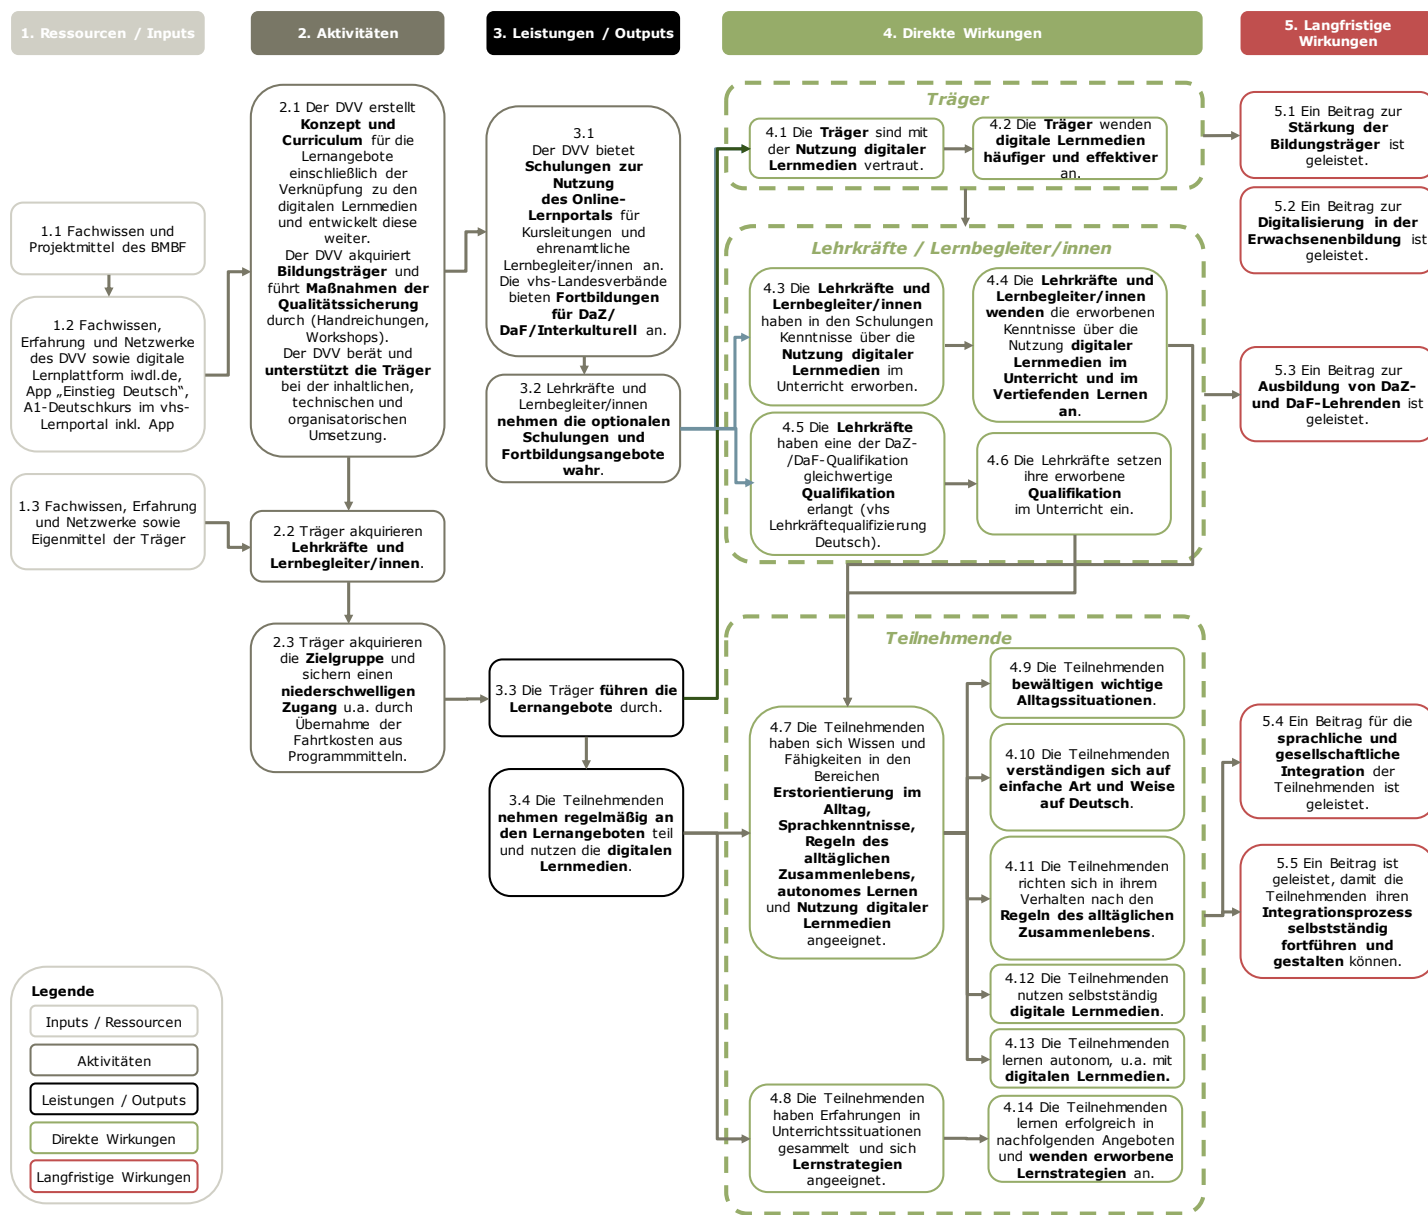 1. Ressourcen / Inputs
2. Aktivitäten
3. Leistungen / Outputs
4. Direkte Wirkungen
5. Langfristige
Wirkungen
1.1 Fachwissen und
Projektmittel des BMBF
1.2 Fachwissen,
Erfahrung und Netzwerke
des DVV sowie digitale
Lernplattform iwdl.de,
App „Einstieg Deutsch“,
A1-Deutschkurs im vhs-
Lernportal inkl. App
1.3 Fachwissen, Erfahrung
und Netzwerke sowie
Eigenmittel der Träger
2.1 Der DVV erstellt
Konzept und
Curriculum für die
Lernangebote
einschließlich der
Verknüpfung zu den
digitalen Lernmedien
und entwickelt diese
weiter.
Der DVV akquiriert
Bildungsträger und
führt Maßnahmen der
Qualitätssicherung
durch (Handreichungen,
Workshops).
Der DVV berät und
unterstützt die Träger
bei der inhaltlichen,
technischen und
organisatorischen
Umsetzung.
2.2 Träger akquirieren
Lehrkräfte und
Lernbegleiter/innen.
2.3 Träger akquirieren
die Zielgruppe und
sichern einen
niederschwelligen
Zugang u.a. durch
Übernahme der
Fahrtkosten aus
Programmmitteln.
3.1
Der DVV bietet
Schulungen zur
Nutzung
des Online-
Lernportals für
Kursleitungen und
ehrenamtliche
Lernbegleiter/innen an.
Die vhs-Landesverbände
bieten Fortbildungen
für DaZ/
DaF/Interkulturell an.
3.2 Lehrkräfte und
Lernbegleiter/innen
nehmen die optionalen
Schulungen und
Fortbildungsangebote
wahr.
3.3 Die Träger führen die
Lernangebote durch.
3.4 Die Teilnehmenden
nehmen regelmäßig an
den Lernangeboten teil
und nutzen die digitalen
Lernmedien.
Träger
4.1 Die Träger sind mit
der Nutzung digitaler
Lernmedien vertraut.
4.2 Die Träger wenden
digitale Lernmedien
häufiger und effektiver
an.
Lehrkräfte / Lernbegleiter/innen
4.3 Die Lehrkräfte und
Lernbegleiter/innen
haben in den Schulungen
Kenntnisse über die
Nutzung digitaler
Lernmedien im
Unterricht erworben.
4.4 Die Lehrkräfte und
Lernbegleiter/innen
wenden die erworbenen
Kenntnisse über die
Nutzung digitaler
Lernmedien im
Unterricht und im
Vertiefenden Lernen
an.
4.5 Die Lehrkräfte
haben eine der DaZ-
/DaF-Qualifikation
gleichwertige
Qualifikation
erlangt (vhs
Lehrkräftequalifizierung
Deutsch).
4.6 Die Lehrkräfte setzen
ihre erworbene
Qualifikation
im Unterricht ein.
Teilnehmende
4.7 Die Teilnehmenden
haben sich Wissen und
Fähigkeiten in den
Bereichen
Erstorientierung im
Alltag,
Sprachkenntnisse,
Regeln des
alltäglichen
Zusammenlebens,
autonomes Lernen
und Nutzung digitaler
Lernmedien
angeeignet.
4.8 Die Teilnehmenden
haben Erfahrungen in
Unterrichtssituationen
gesammelt und sich
Lernstrategien
angeeignet.
4.9 Die Teilnehmenden
bewältigen wichtige
Alltagssituationen.
4.10 Die Teilnehmenden
verständigen sich auf
einfache Art und Weise
auf Deutsch.
4.11 Die Teilnehmenden
richten sich in ihrem
Verhalten nach den
Regeln des alltäglichen
Zusammenlebens.
4.12 Die Teilnehmenden
nutzen selbstständig
digitale Lernmedien.
4.13 Die Teilnehmenden
lernen autonom, u.a. mit
digitalen Lernmedien.
4.14 Die Teilnehmenden
lernen erfolgreich in
nachfolgenden Angeboten
und wenden erworbene
Lernstrategien an.
5.1 Ein Beitrag zur
Stärkung der
Bildungsträger ist
geleistet.
5.2 Ein Beitrag zur
Digitalisierung in der
Erwachsenenbildung ist
geleistet.
5.3 Ein Beitrag zur
Ausbildung von DaZ-
und DaF-Lehrenden ist
geleistet.
5.4 Ein Beitrag für die
sprachliche und
gesellschaftliche
Integration der
Teilnehmenden ist
geleistet.
5.5 Ein Beitrag ist
geleistet, damit die
Teilnehmenden ihren
Integrationsprozess
selbstständig
fortführen und
gestalten können.
Legende
Inputs / Ressourcen
Aktivitäten
Leistungen / Outputs
Direkte Wirkungen
Langfristige Wirkungen